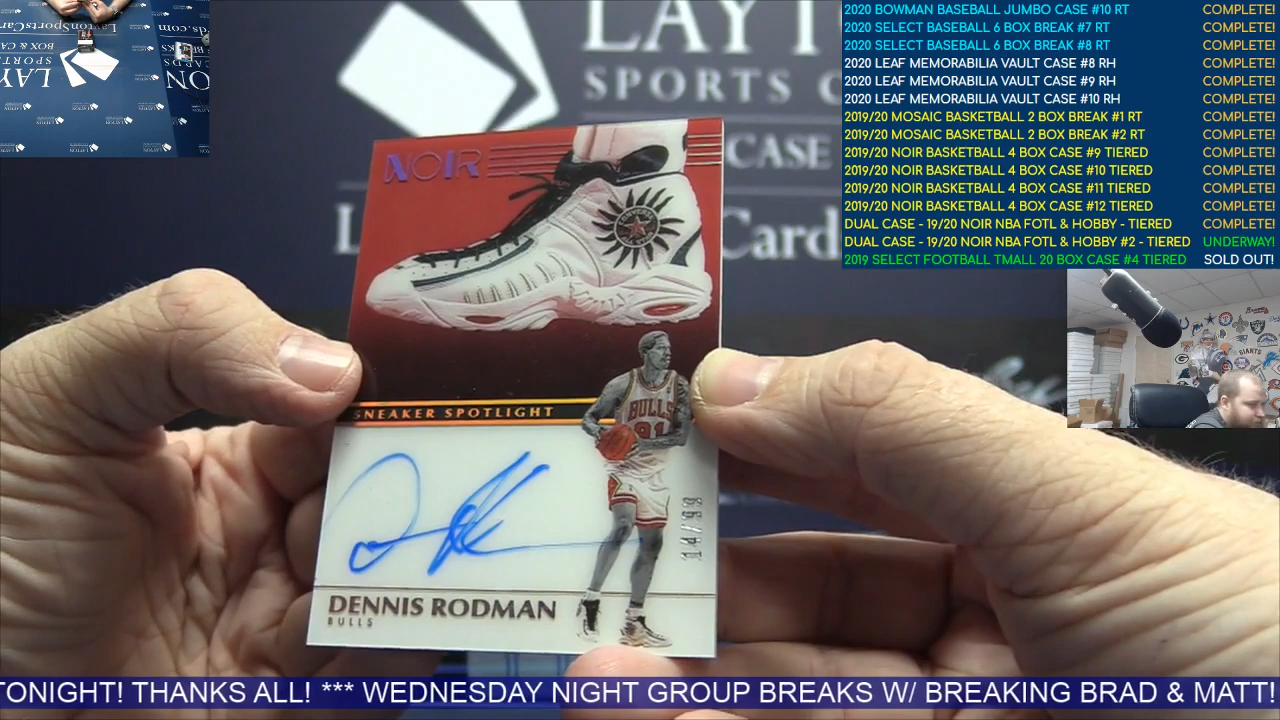 2020 BOWMAN BASEBALL JUMBO CASE #10 RT COMPLETE!
2020 SELECT BASEBALL 6 BOX BREAK #7 RT COMPLETE!
2020 SELECT BASEBALL 6 BOX BREAK #8 RT COMPLETE!
2020 LEAF MEMORABILIA VAULT CASE #8 RH COMPLETE!
2020 LEAF MEMORABILIA VAULT CASE #9 RH COMPLETE!
2020 LEAF MEMORABILIA VAULT CASE #10 RH COMPLETE!
2019/20 MOSAIC BASKETBALL 2 BOX BREAK #1 RT COMPLETE!
2019/20 MOSAIC BASKETBALL 2 BOX BREAK #2 RT COMPLETE!
2019/20 NOIR BASKETBALL 4 BOX CASE #9 TIERED COMPLETE!
2019/20 NOIR BASKETBALL 4 BOX CASE #10 TIERED COMPLETE!
2019/20 NOIR BASKETBALL 4 BOX CASE #11 TIERED COMPLETE!
2019/20 NOIR BASKETBALL 4 BOX CASE #12 TIERED COMPLETE!
DUAL CASE - 19/20 NOIR NBA FOTL & HOBBY - TIERED COMPLETE!
DUAL CASE - 19/20 NOIR NBA FOTL & HOBBY #2 - TIERED UNDERWAY!
2019 SELECT FOOTBALL TMALL 20 BOX CASE #4 TIERED SOLD OUT!
LAYT
SPORTS C
CASE
L
Card
NOIR
CONVERSE
SNEAKER SPOTLIGHT
BULLS
91
DENNIS RODMAN
BULLS
GIANTS
TONIGHT! THANKS ALL! *** WEDNESDAY NIGHT GROUP BREAKS W/ BREAKING BRAD & MATT!